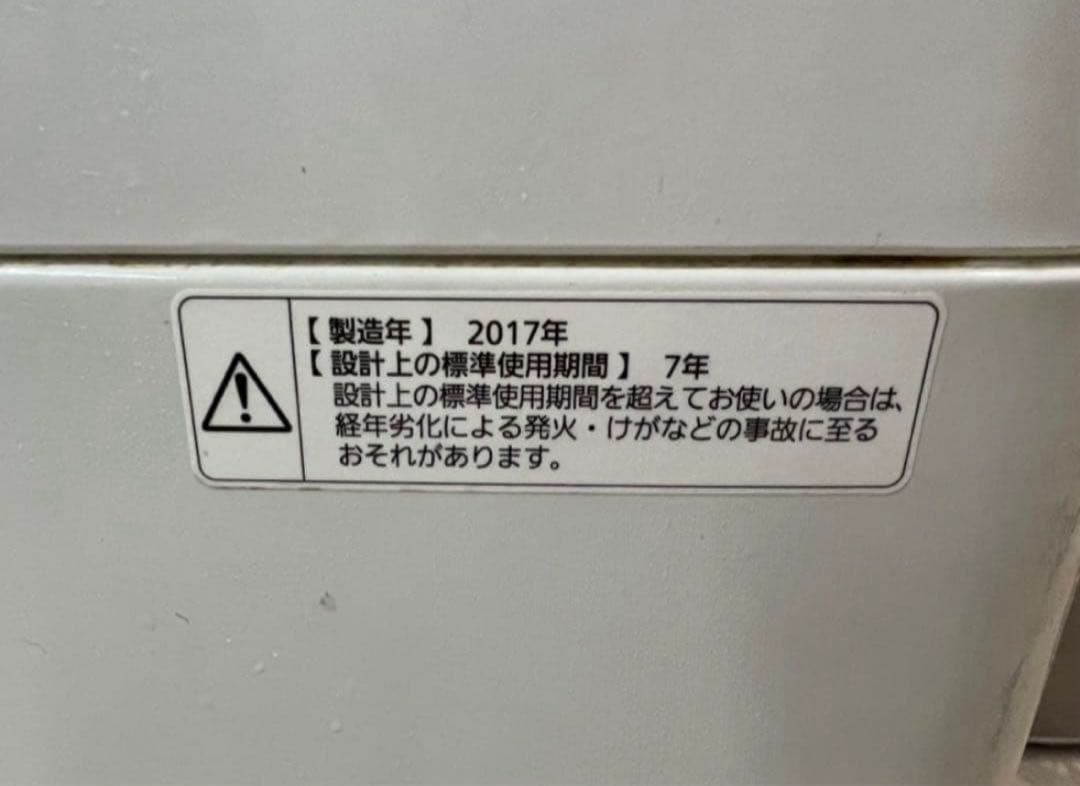 【 製造年 】 2017年
【 設計上の標準使用期間 】 7年
設計上の標準使用期間を超えてお使いの場合は、
経年劣化による発火・けがなどの事故に至る
おそれがあります。